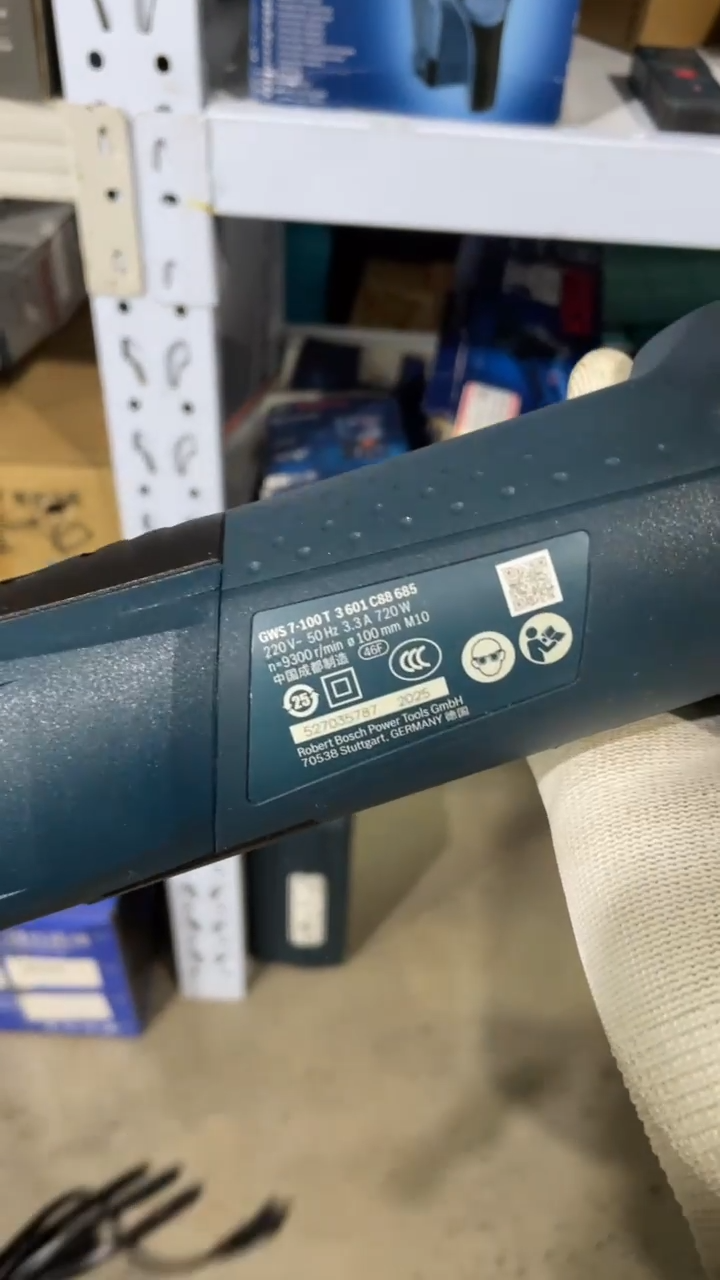 GWS 7-100 T 3 601 C88 685
220 V~ 50 Hz 3.3 A 720 W
n=9300 r/min ø 100 mm M10
中国成都制造 46F
CCC
25
527035787 2025
Robert Bosch Power Tools GmbH
70538 Stuttgart, GERMANY 德国